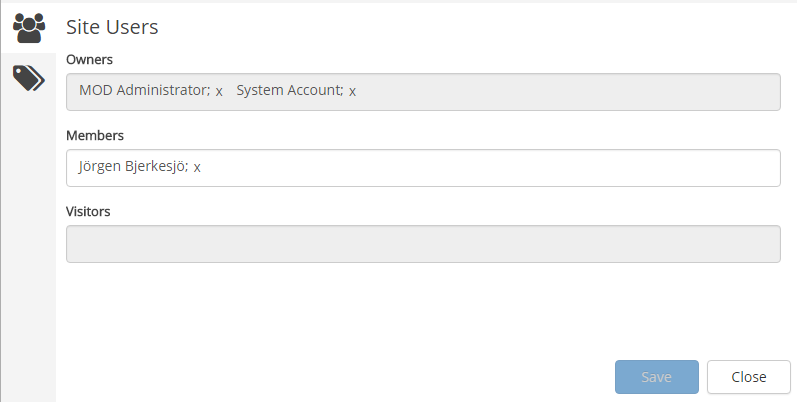 Site Users
Owners
MOD Administrator; x System Account; x
Members
Jörgen Bjerkesjö; x
Visitors
Save Close